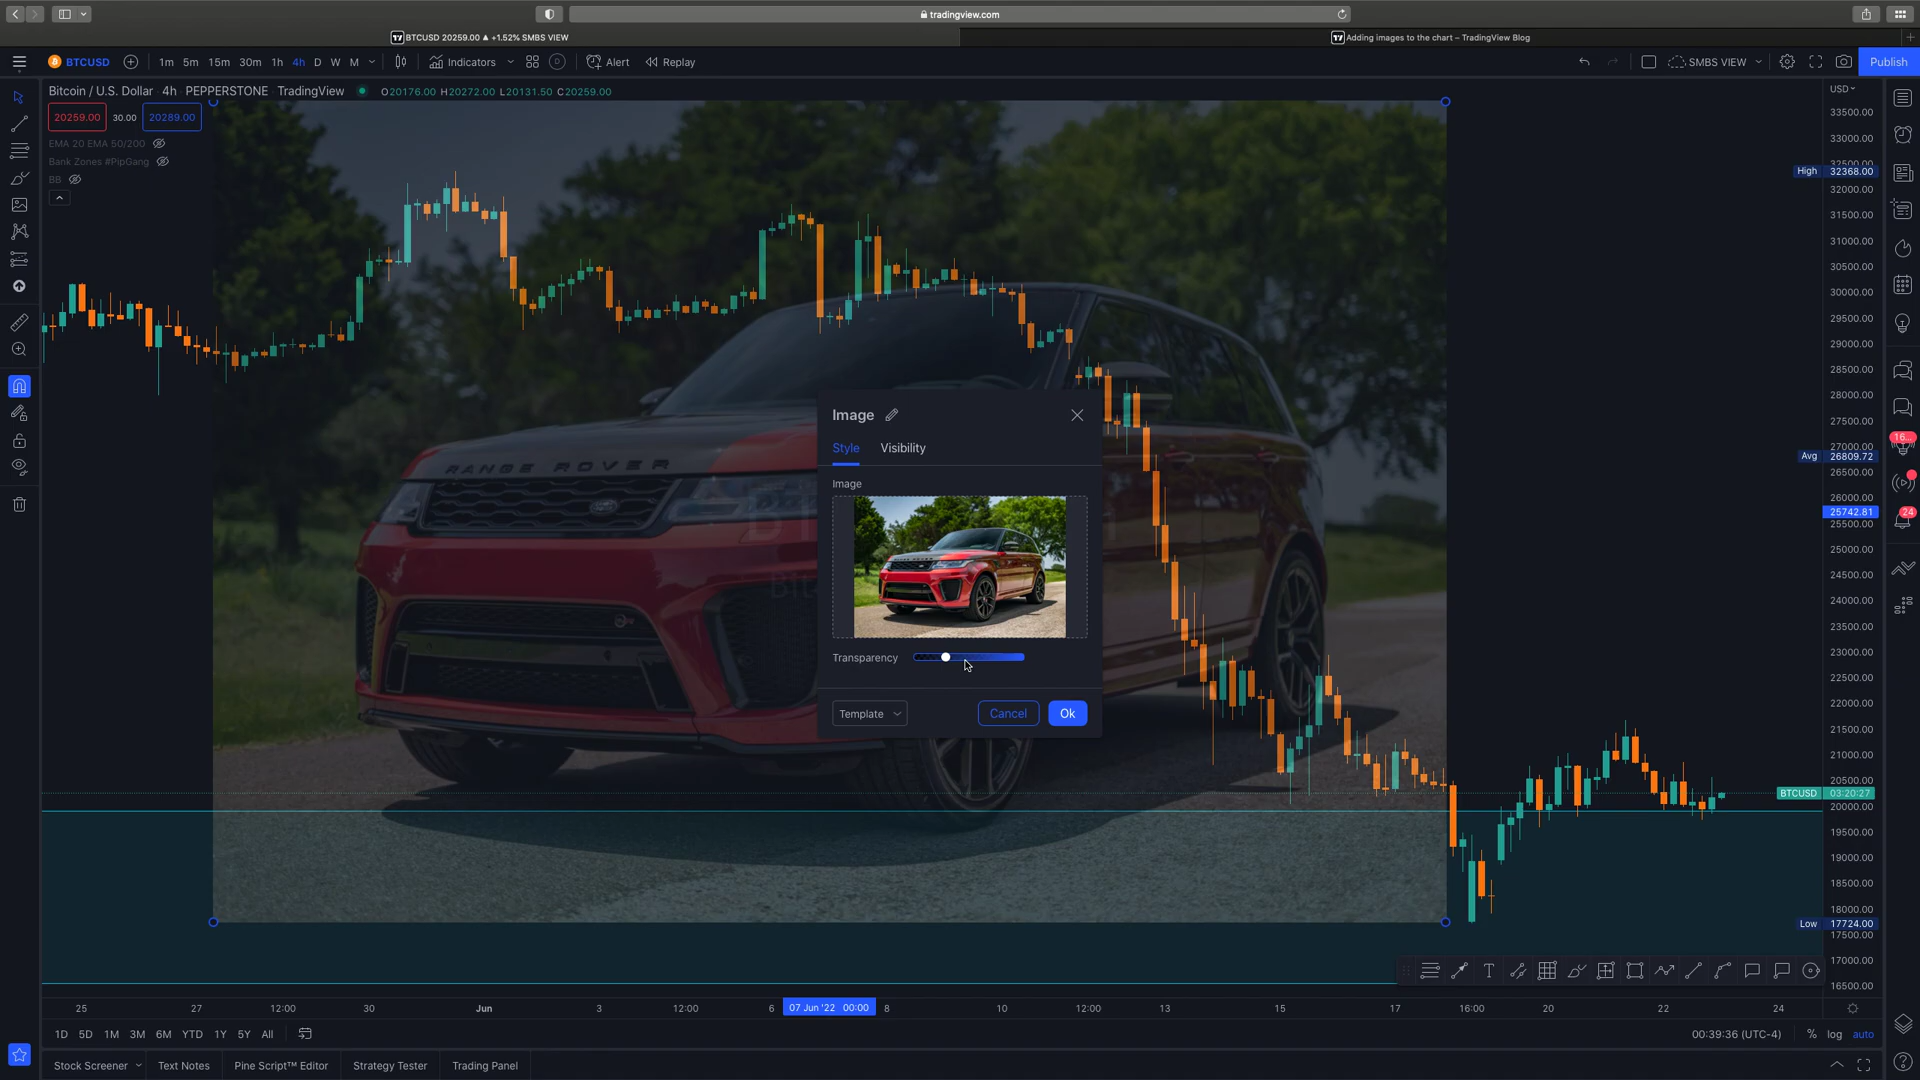 tradingview.com
BTCUSD 20259.00 ▲ +1.52% SMBS VIEW
Adding images to the chart – TradingView Blog
BTCUSD
1m 5m 15m 30m 1h 4h D W M
Indicators
Alert
Replay
SMBS VIEW
Publish
Bitcoin / U.S. Dollar · 4h · PEPPERSTONE · TradingView
O20176.00 H20272.00 L20131.50 C20259.00
USD
20259.00 30.00 20289.00
EMA 20 EMA 50/200
Bank Zones #PipGang
BB
33500.00
33000.00
32500.00
High 32368.00
32000.00
31500.00
31000.00
30500.00
30000.00
29500.00
29000.00
28500.00
28000.00
27500.00
27000.00
Avg 26809.72
26500.00
26000.00
25742.81
25500.00
25000.00
24500.00
24000.00
23500.00
23000.00
22500.00
22000.00
21500.00
21000.00
20500.00
BTCUSD 03:20:27
20000.00
19500.00
19000.00
18500.00
18000.00
Low 17724.00
17500.00
17000.00
16500.00
16...
24
RANGE ROVER
Image
Style Visibility
Image
Transparency
Template Cancel Ok
25 27 12:00 30 Jun 3 12:00 6 07 Jun '22 00:00 8 10 12:00 13 15 17 16:00 20 22 24
1D 5D 1M 3M 6M YTD 1Y 5Y All
00:39:36 (UTC-4) % log auto
Stock Screener Text Notes Pine Script™ Editor Strategy Tester Trading Panel